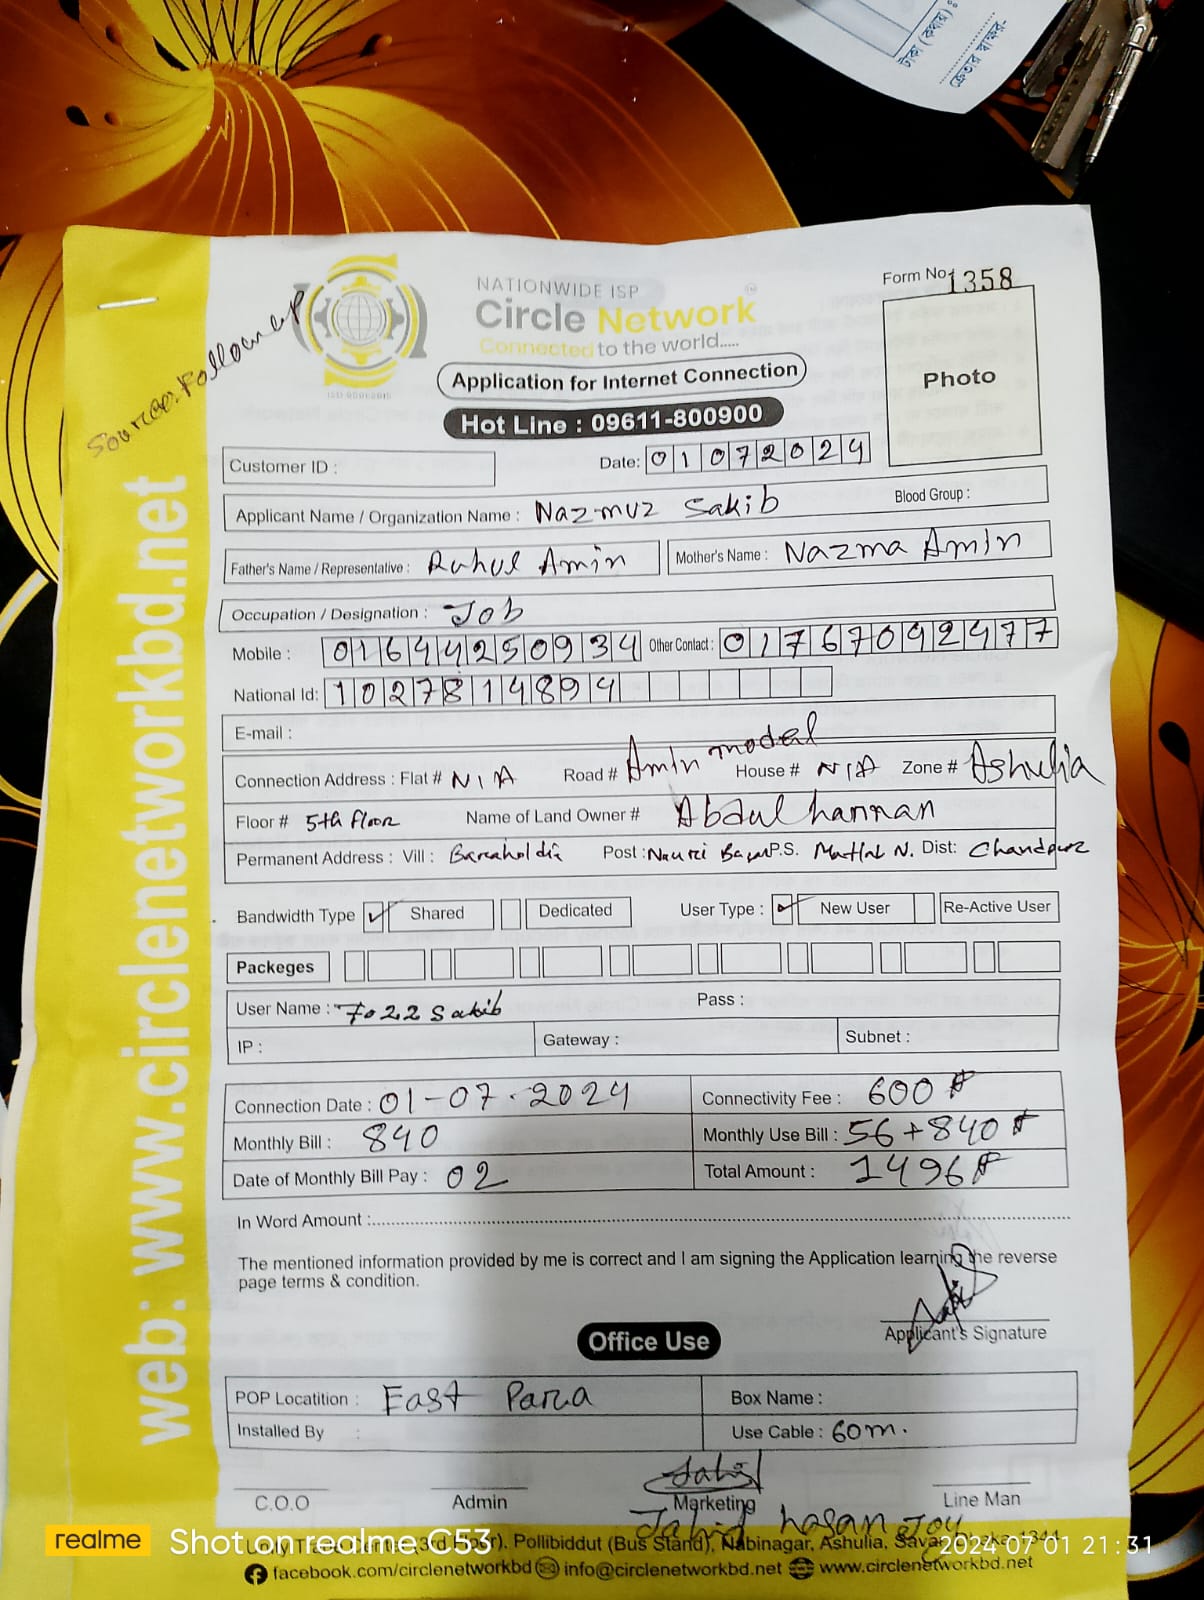 টাকা (কথায়) :
ক্রেতার স্বাক্ষর-
Source: Followup
NATIONWIDE ISP
Circle Network
Connected to the world.....
ISO 9001:2015
Form No 1358
Photo
Application for Internet Connection
Hot Line : 09611-800900
Customer ID :
Date: 01072024
Applicant Name / Organization Name : Nazmuz Sakib Blood Group :
Father's Name / Representative : Ruhul Amin Mother's Name : Nazma Amin
Occupation / Designation : Job
Mobile : 01644250934 Other Contact : 01767092477
National Id: 1027814894
E-mail :
Connection Address : Flat # N/A Road # Amin model House # N/A Zone # Ashulia
Floor # 5th floor Name of Land Owner # Abdul hannan
Permanent Address : Vill : Post : P.S. Matlab N. Dist: Chandpur
Bandwidth Type Shared Dedicated User Type : New User Re-Active User
Packeges
User Name : 7022sakib Pass :
IP : Gateway : Subnet :
Connection Date : 01-07-2024 Connectivity Fee : 600
Monthly Bill : 840 Monthly Use Bill : 56+840
Date of Monthly Bill Pay : 02 Total Amount : 1496
In Word Amount :
The mentioned information provided by me is correct and I am signing the Application learning the reverse
page terms & condition.
Applicant's Signature
Office Use
POP Locatition : East Para Box Name :
Installed By : Use Cable : 60m.
C.O.O Admin Marketing Line Man
Jahid hasan Joy
Pollibiddut (Bus Stand), Nabinagar, Ashulia, Savar
facebook.com/circlenetworkbd info@circlenetworkbd.net www.circlenetworkbd.net
web: www.circlenetworkbd.net
realme Shot on realme C53 2024 07 01 21:31